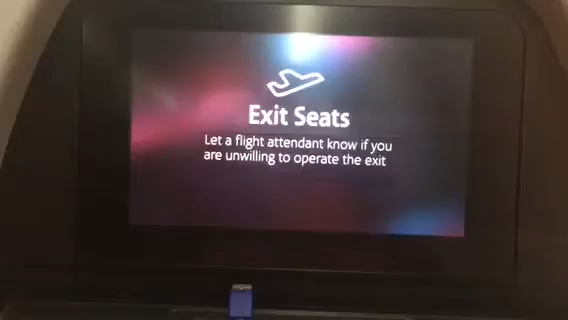 Exit Seats
Let a flight attendant know if you
are unwilling to operate the exit